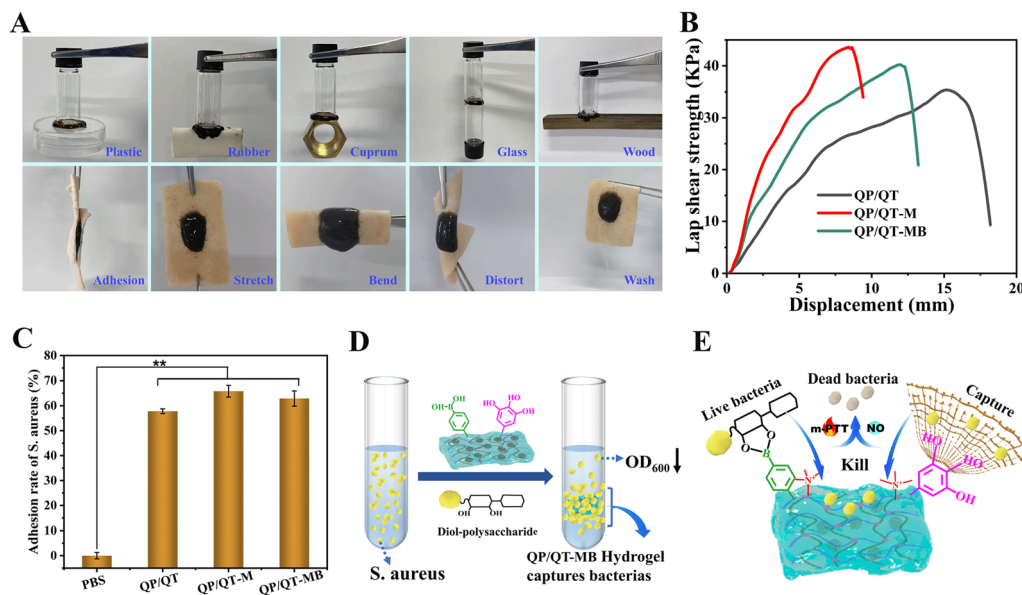 A
Plastic
Rubber
Cuprum
Glass
Wood
Adhesion
Stretch
Bend
Distort
Wash
B
Lap shear strength (KPa)
40
30
20
10
0
QP/QT
QP/QT-M
QP/QT-MB
0 5 10 15 20
Displacement (mm)
C
Adhesion rate of S. aureus (%)
80
70
60
50
40
30
20
10
0
**
PBS
QP/QT
QP/QT-M
QP/QT-MB
D
OH
HO-B
HO
HO
OH
OH OH
Diol-polysaccharide
OD600
S. aureus
QP/QT-MB Hydrogel
captures bacterias
E
Live bacteria
Dead bacteria
Capture
m-PTT
NO
Kill
O
O
B
N+
N+
HO
HO
OH